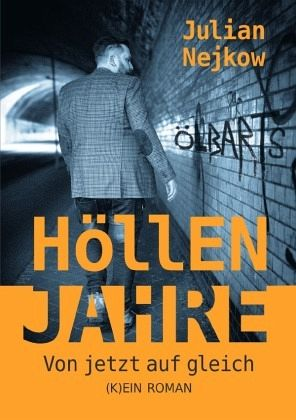 Julian
Nejkow
ÖLBARTS
HÖllEN
JAHRE
Von jetzt auf gleich
(K)EIN ROMAN